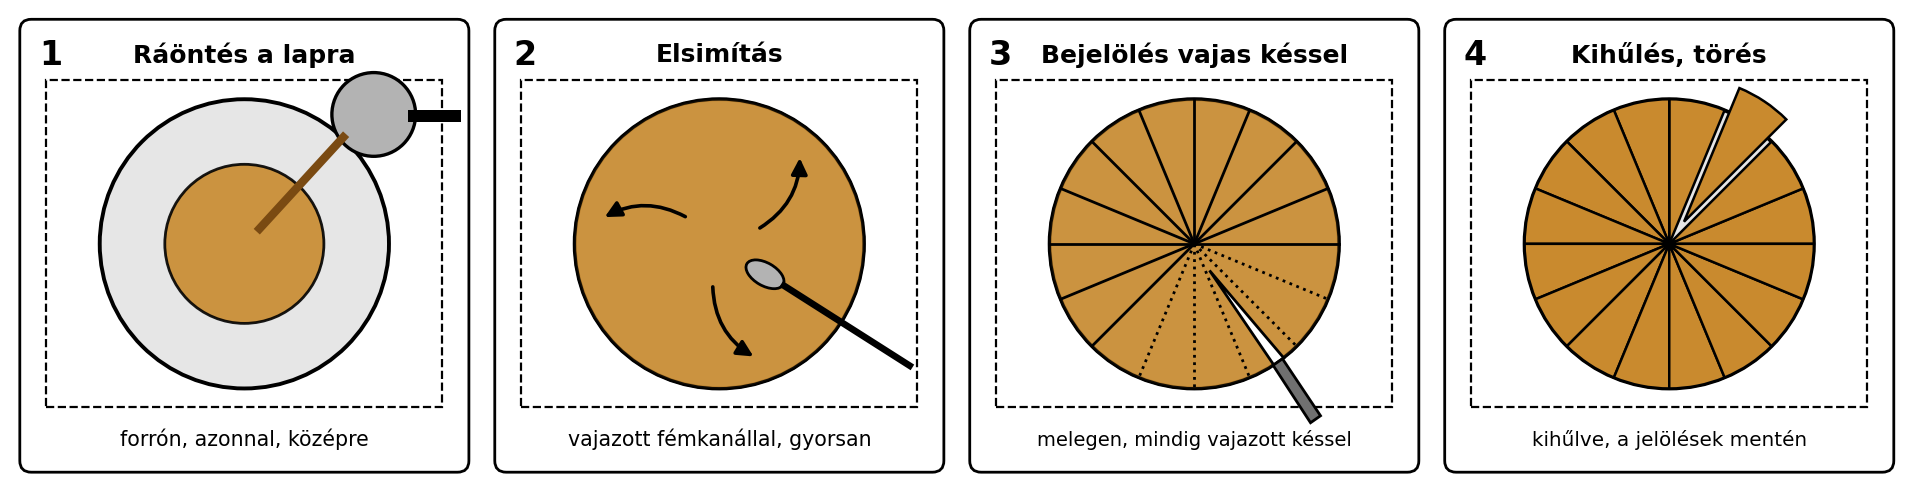 1 Ráöntés a lapra
forrón, azonnal, középre
2 Elsimítás
vajazott fémkanállal, gyorsan
3 Bejelölés vajas késsel
melegen, mindig vajazott késsel
4 Kihűlés, törés
kihűlve, a jelölések mentén